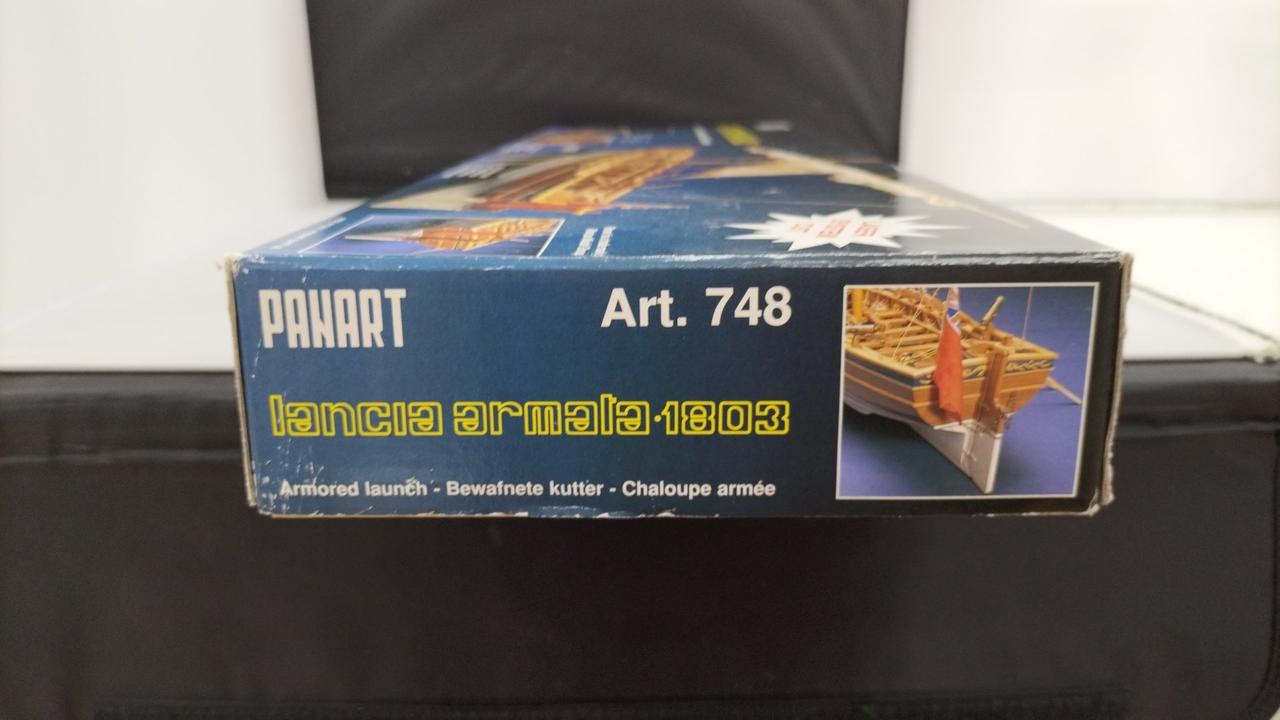 PANART
Art. 748
lancia armata·1803
Armored launch - Bewafnete kutter - Chaloupe armée